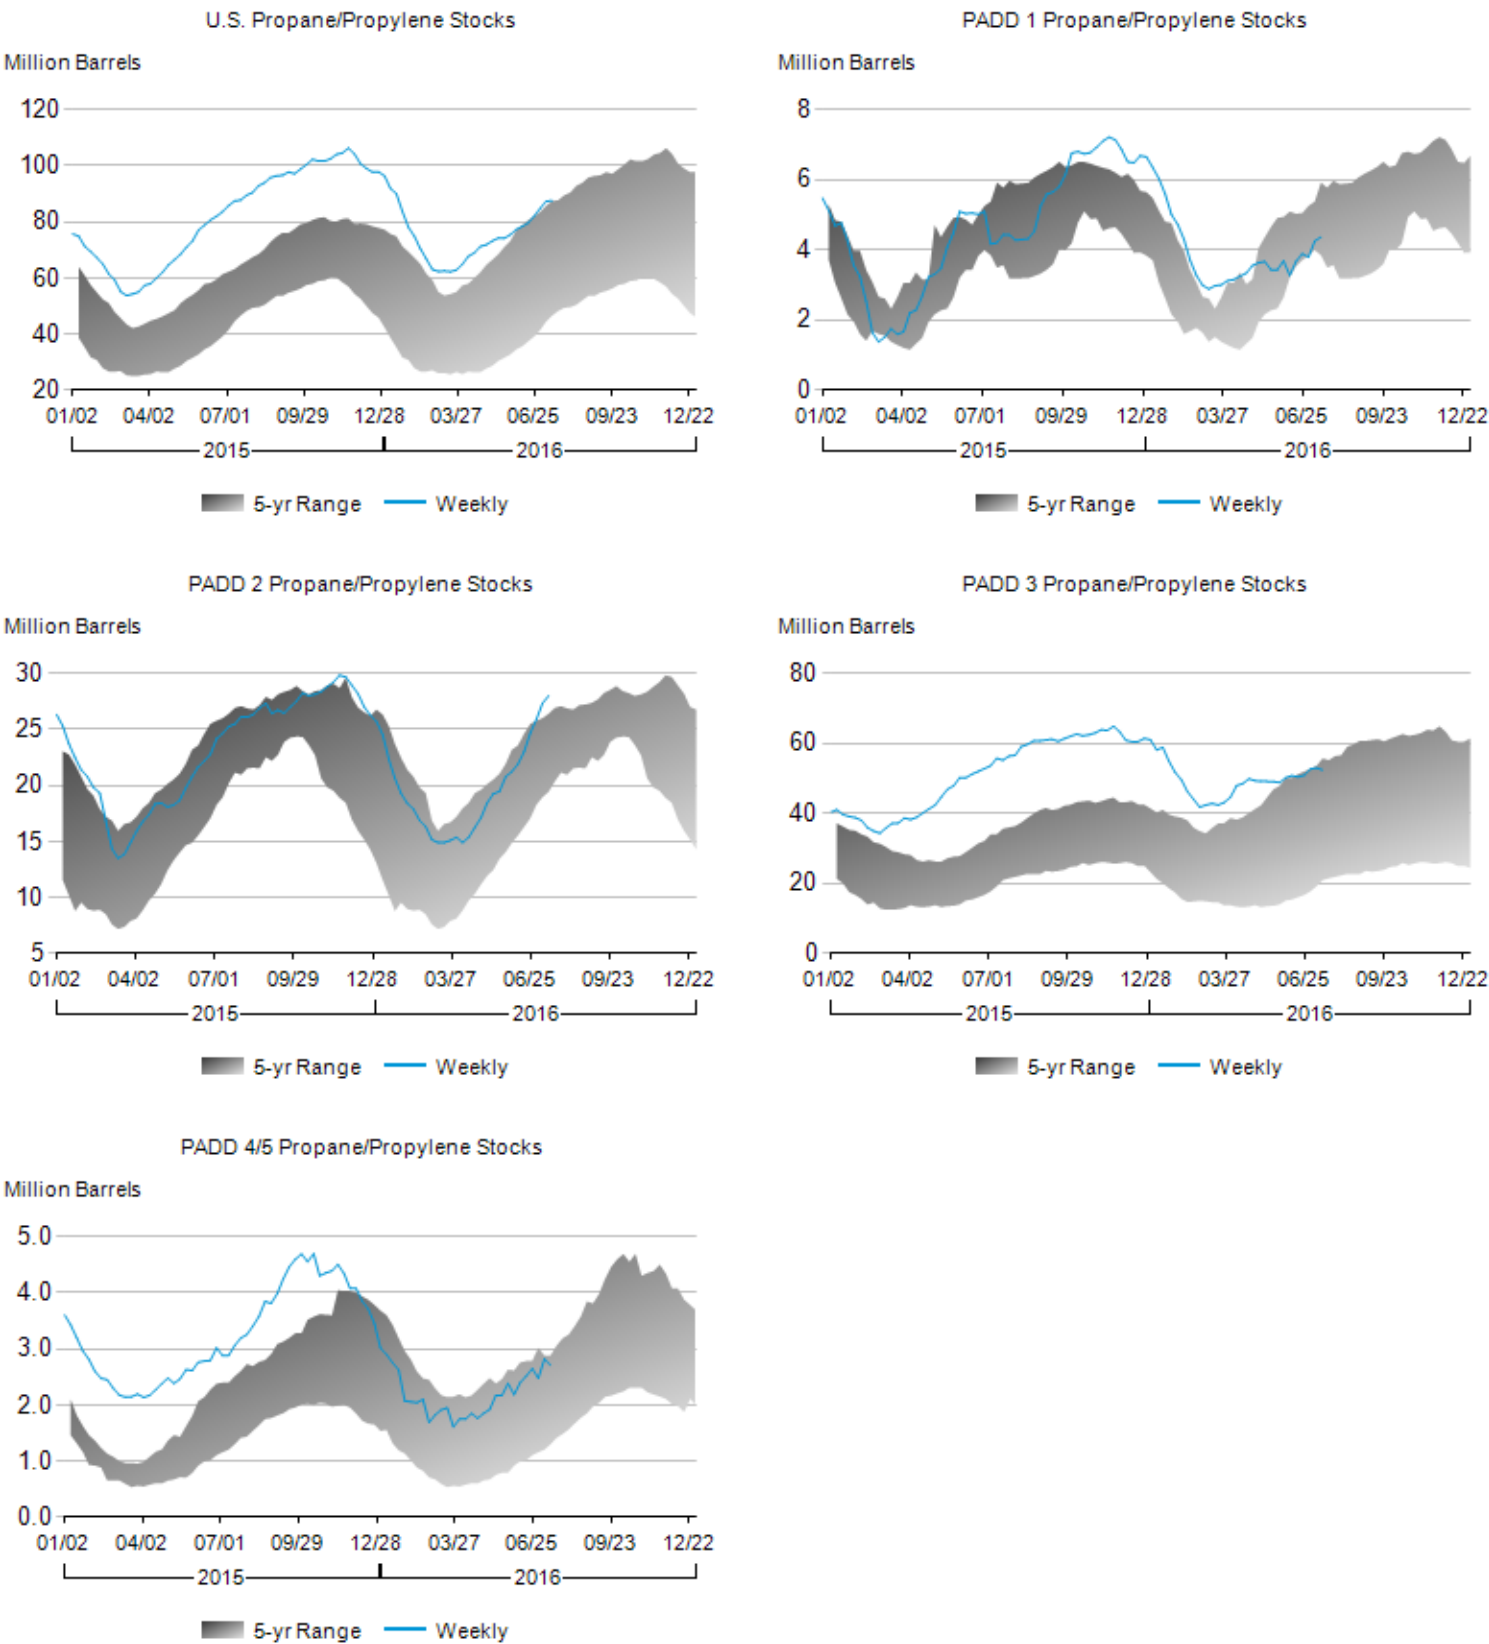 U.S. Propane/Propylene Stocks
Million Barrels
120
100
80
60
40
20
01/02 04/02 07/01 09/29 12/28 03/27 06/25 09/23 12/22
2015 2016
5-yr Range Weekly
PADD 1 Propane/Propylene Stocks
Million Barrels
8
6
4
2
0
01/02 04/02 07/01 09/29 12/28 03/27 06/25 09/23 12/22
2015 2016
5-yr Range Weekly
PADD 2 Propane/Propylene Stocks
Million Barrels
30
25
20
15
10
5
01/02 04/02 07/01 09/29 12/28 03/27 06/25 09/23 12/22
2015 2016
5-yr Range Weekly
PADD 3 Propane/Propylene Stocks
Million Barrels
80
60
40
20
0
01/02 04/02 07/01 09/29 12/28 03/27 06/25 09/23 12/22
2015 2016
5-yr Range Weekly
PADD 4/5 Propane/Propylene Stocks
Million Barrels
5.0
4.0
3.0
2.0
1.0
0.0
01/02 04/02 07/01 09/29 12/28 03/27 06/25 09/23 12/22
2015 2016
5-yr Range Weekly